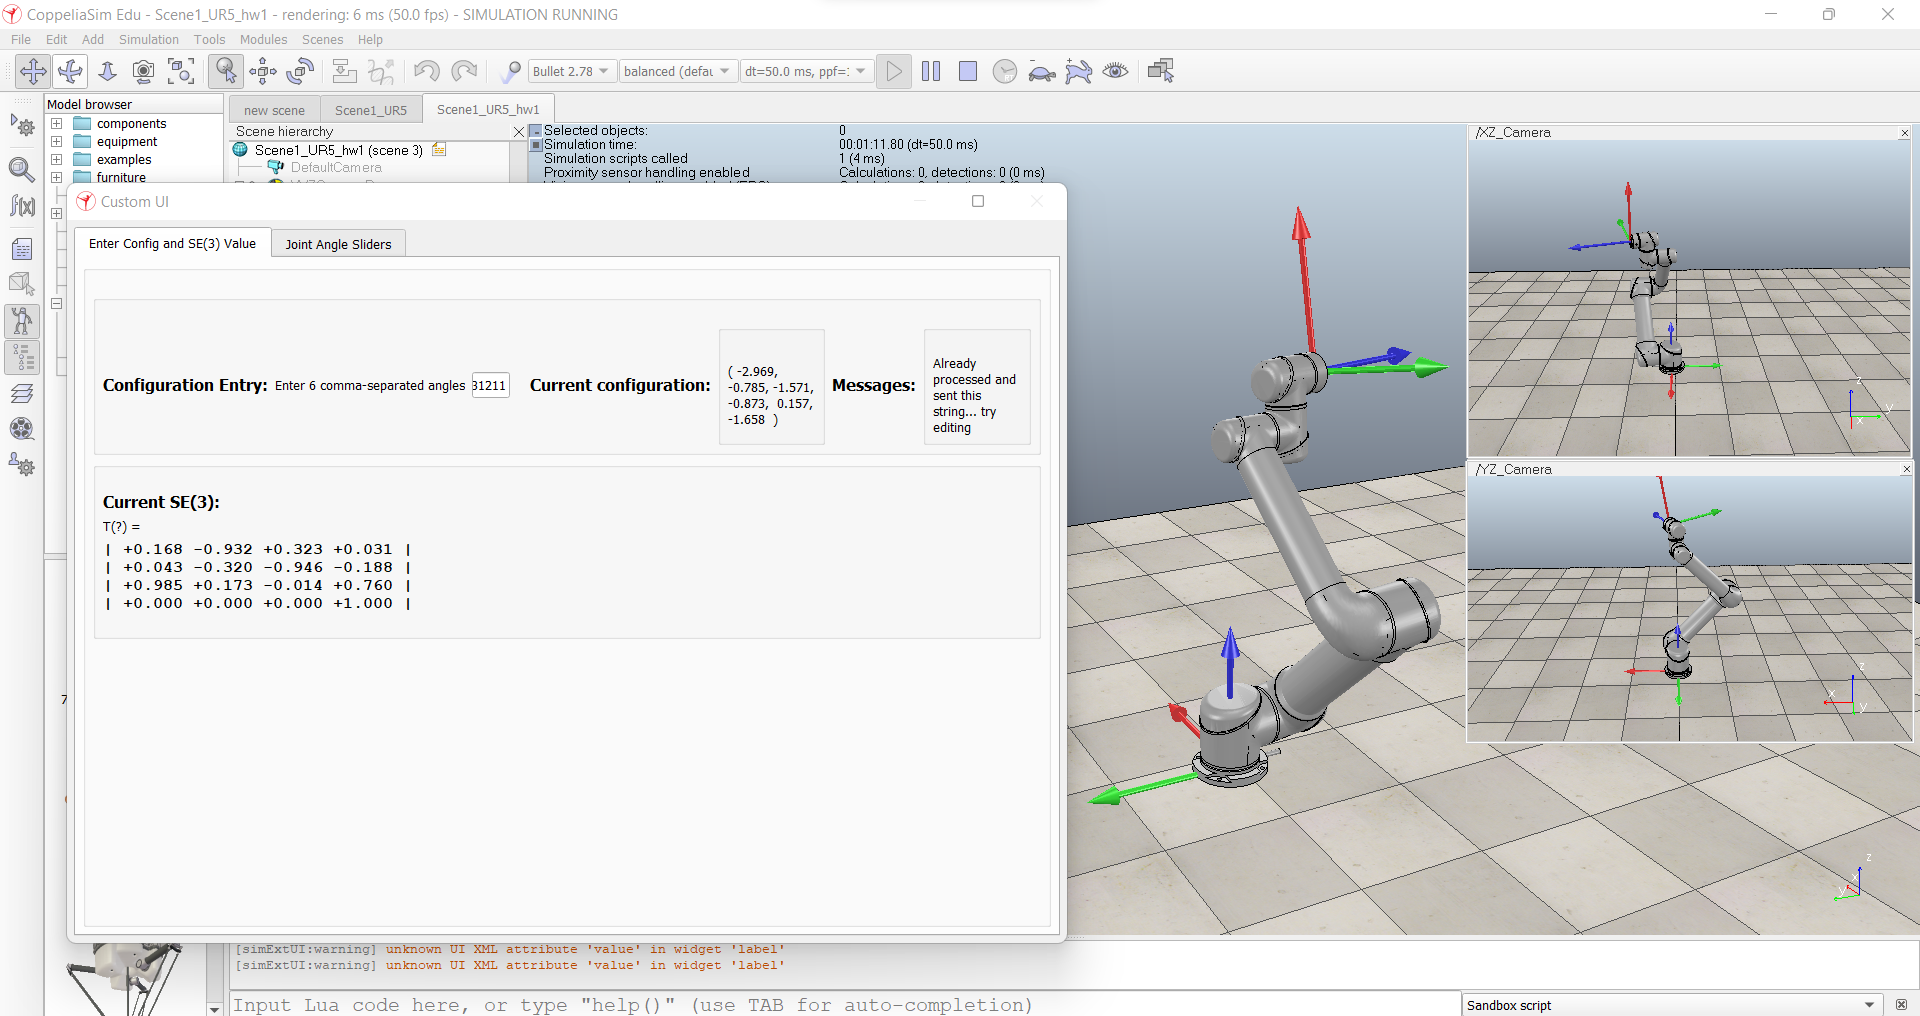 CoppeliaSim Edu - Scene1_UR5_hw1 - rendering: 6 ms (50.0 fps) - SIMULATION RUNNING
File Edit Add Simulation Tools Modules Scenes Help
Bullet 2.78 balanced (defau dt=50.0 ms, ppf=
Model browser
components
equipment
examples
furniture
new scene Scene1_UR5 Scene1_UR5_hw1
Scene hierarchy
Scene1_UR5_hw1 (scene 3)
DefaultCamera
Selected objects: 0
Simulation time: 00:01:11.80 (dt=50.0 ms)
Simulation scripts called 1 (4 ms)
Proximity sensor handling enabled Calculations: 0, detections: 0 (0 ms)
f(x)
Custom UI
Enter Config and SE(3) Value Joint Angle Sliders
Configuration Entry: Enter 6 comma-separated angles 31211
Current configuration:
( -2.969,
-0.785, -1.571,
-0.873, 0.157,
-1.658 )
Messages:
Already
processed and
sent this
string... try
editing
Current SE(3):
T(?) =
| +0.168 -0.932 +0.323 +0.031 |
| +0.043 -0.320 -0.946 -0.188 |
| +0.985 +0.173 -0.014 +0.760 |
| +0.000 +0.000 +0.000 +1.000 |
/XZ_Camera
z
y
x
/YZ_Camera
z
x
y
z
x
y
7
[simExtUI:warning] unknown UI XML attribute 'value' in widget 'label'
[simExtUI:warning] unknown UI XML attribute 'value' in widget 'label'
Input Lua code here, or type "help()" (use TAB for auto-completion)
Sandbox script